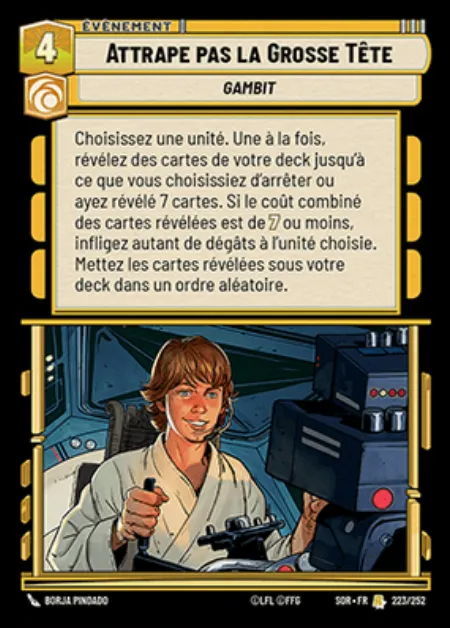 ÉVÉNEMENT
4
ATTRAPE PAS LA GROSSE TÊTE
GAMBIT
Choisissez une unité. Une à la fois,
révélez des cartes de votre deck jusqu'à
ce que vous choisissiez d'arrêter ou
ayez révélé 7 cartes. Si le coût combiné
des cartes révélées est de 7 ou moins,
infligez autant de dégâts à l'unité choisie.
Mettez les cartes révélées sous votre
deck dans un ordre aléatoire.
BORJA PINDADO
©LFL ©FFG
SOR • FR
223/252